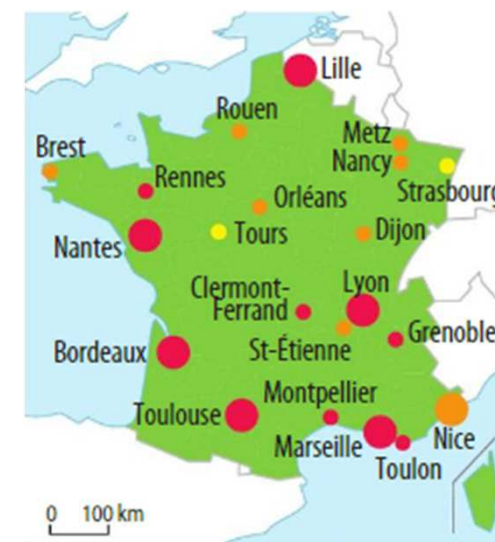 Lille
Rouen
Metz
Brest
Nancy
Rennes
Strasbourg
Orléans
Tours
Dijon
Nantes
Clermont-
Ferrand
Lyon
St-Étienne
Grenoble
Bordeaux
Montpellier
Toulouse
Marseille
Nice
Toulon
0 100 km